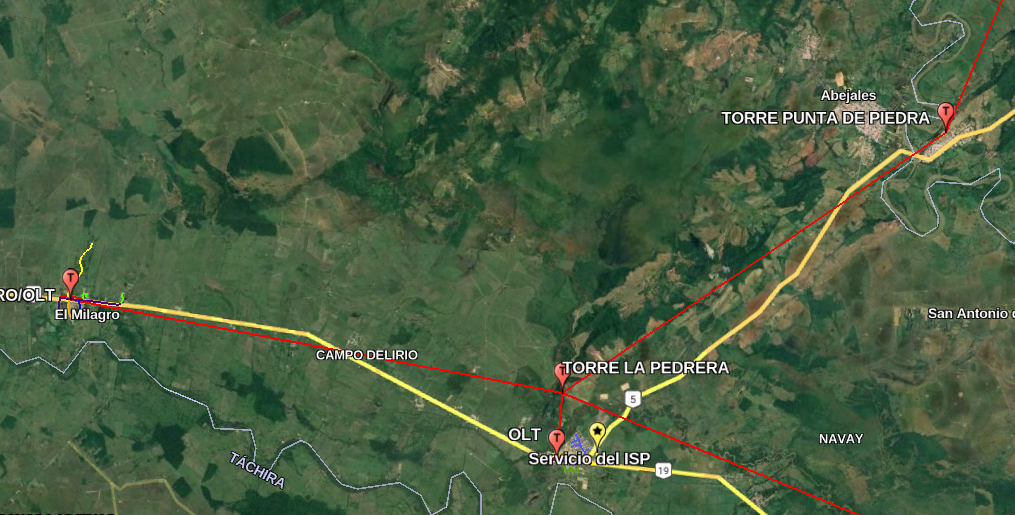 Abejales
TORRE PUNTA DE PIEDRA
T
T
RO/OLT
El Milagro
San Antonio d
CAMPO DELIRIO
TORRE LA PEDRERA
T
5
OLT
T
NAVAY
Servicio del ISP
19
TÁCHIRA